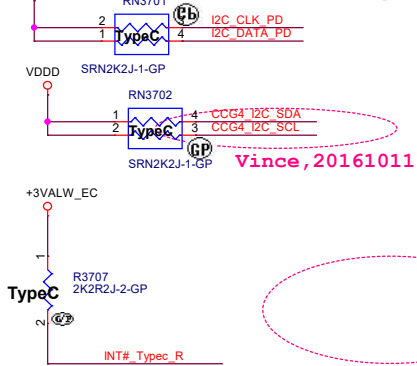 RN3701
2 I2C_CLK_PD
1 TypeC 4 I2C_DATA_PD
SRN2K2J-1-GP
VDDD
RN3702
1 4 CCG4_I2C_SDA
2 TypeC 3 CCG4_I2C_SCL
GP
SRN2K2J-1-GP
Vince,20161011
+3VALW_EC
1
R3707
TypeC 2K2R2J-2-GP
2
INT#_Typec_R